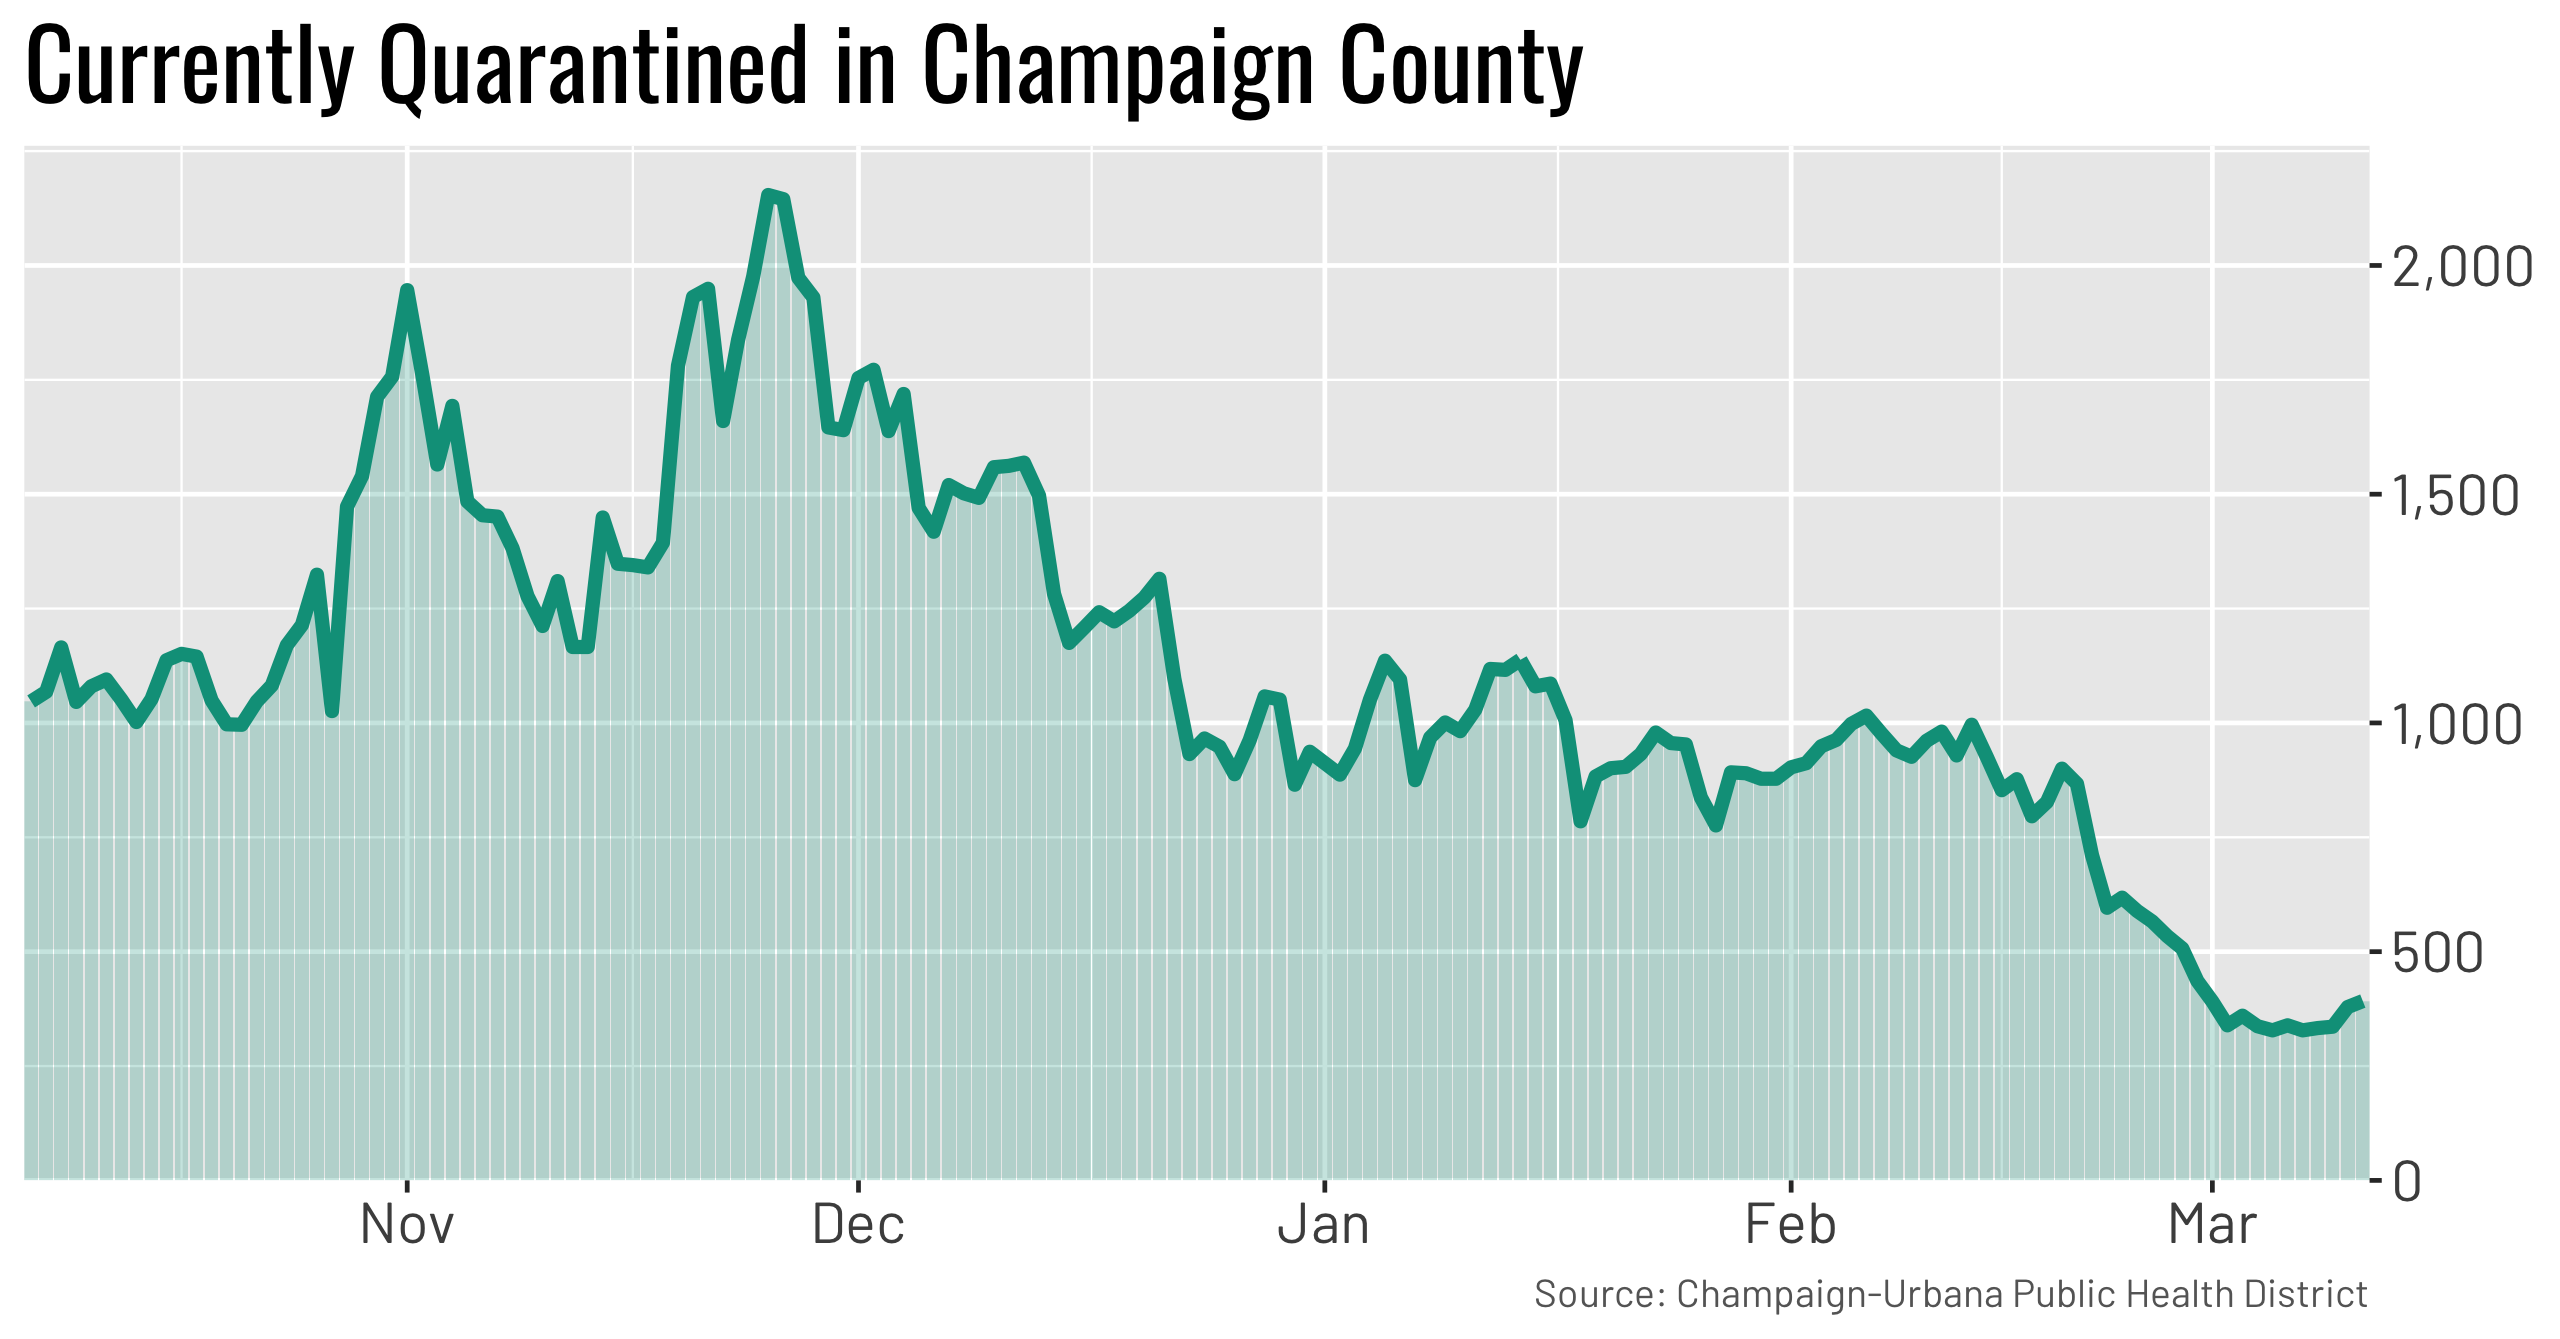 Currently Quarantined in Champaign County
2,000
1,500
1,000
500
0
Nov Dec Jan Feb Mar
Source: Champaign-Urbana Public Health District